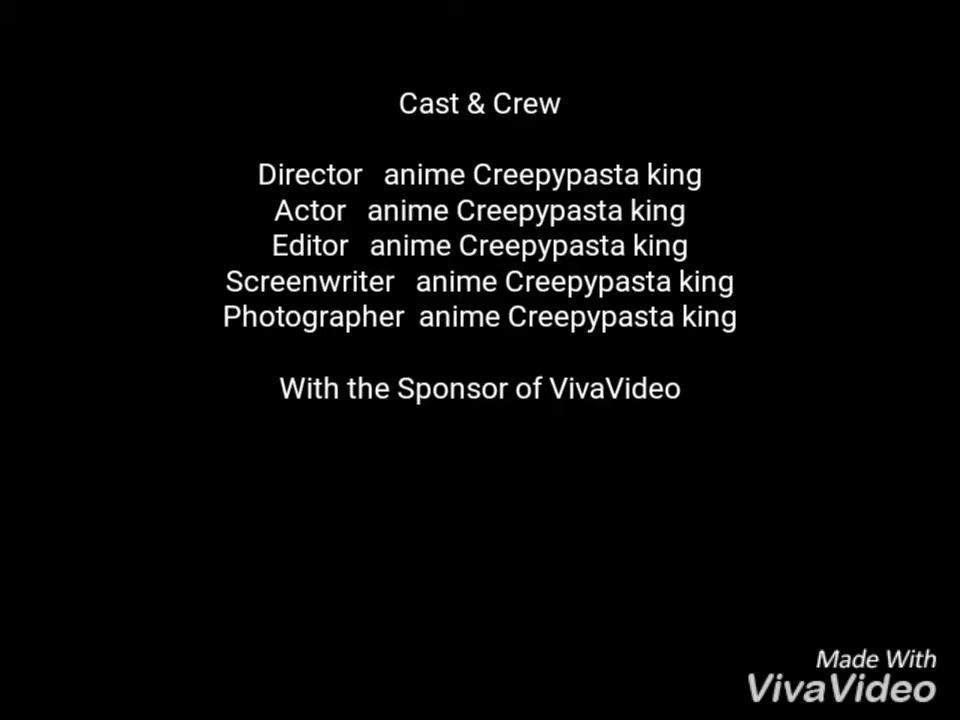 Cast & Crew
Director anime Creepypasta king
Actor anime Creepypasta king
Editor anime Creepypasta king
Screenwriter anime Creepypasta king
Photographer anime Creepypasta king
With the Sponsor of VivaVideo
Made With
VivaVideo